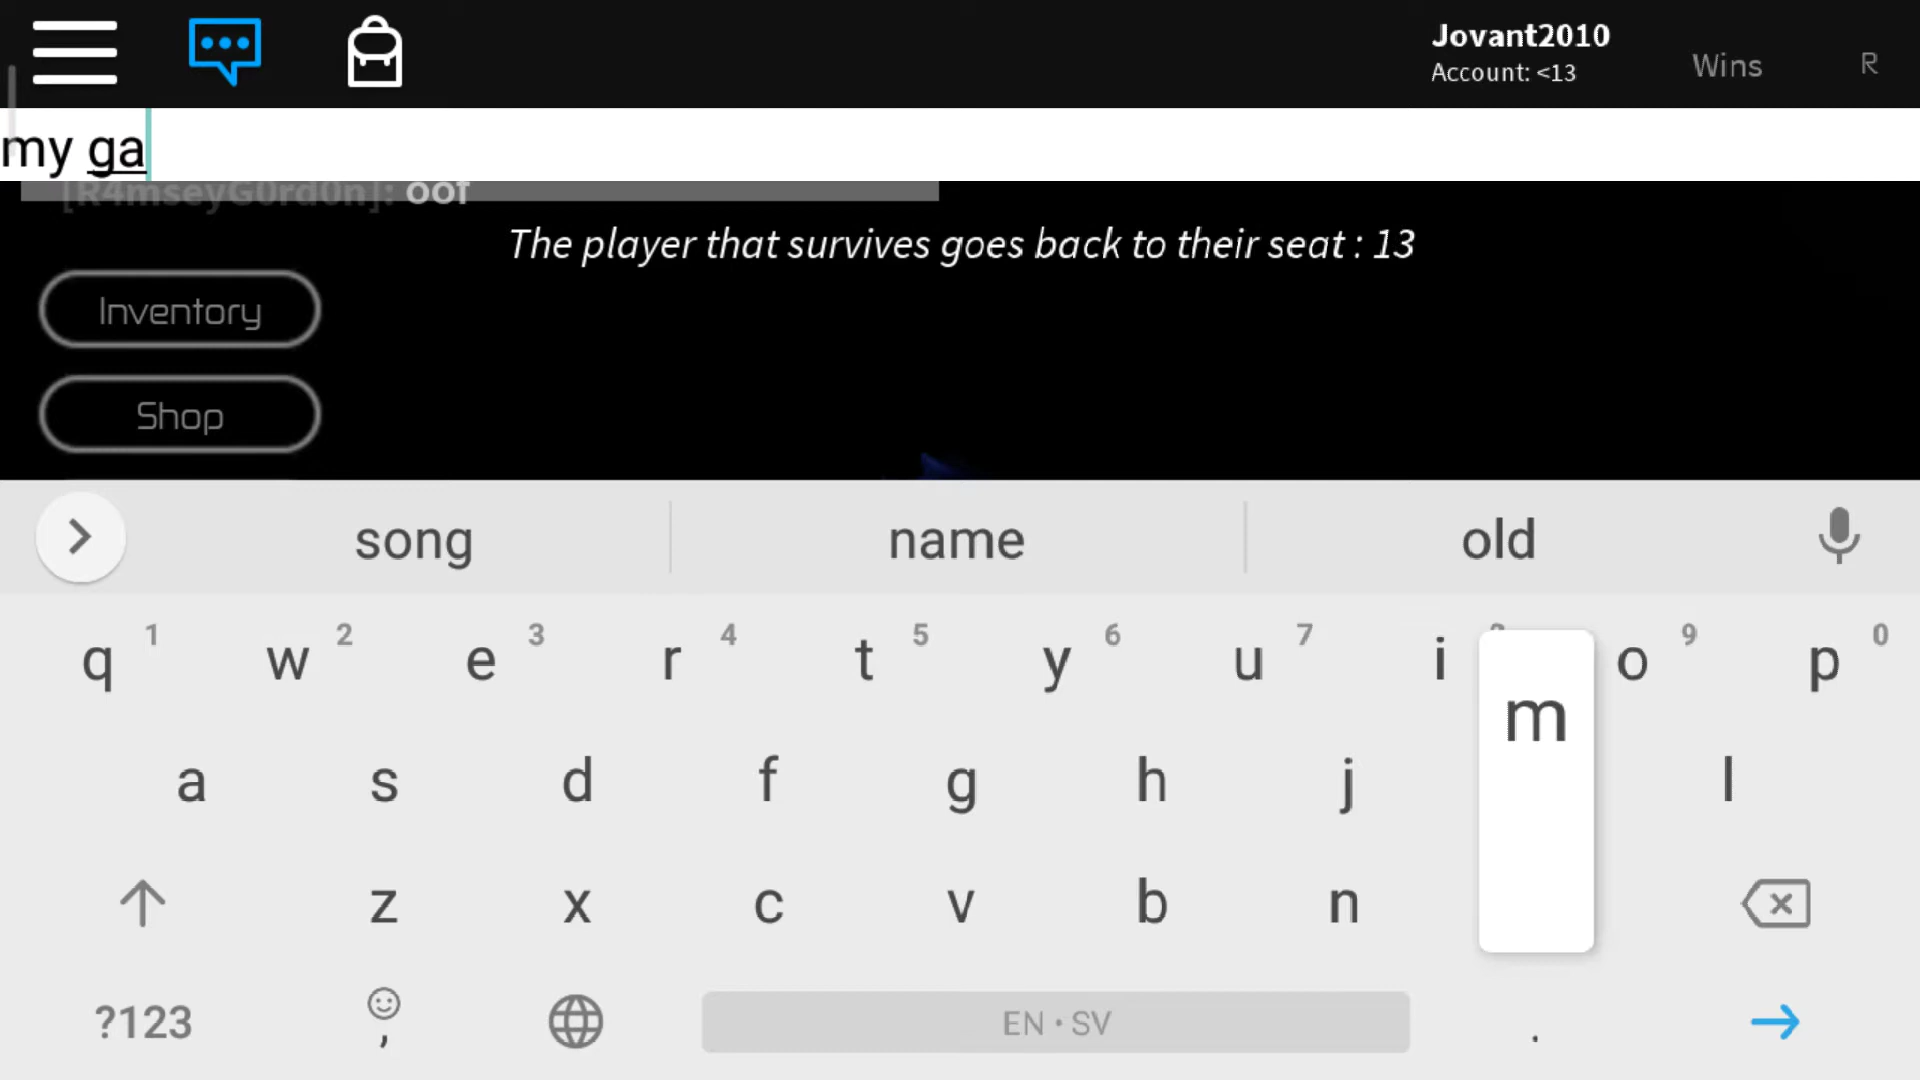 Jovant2010
Account: <13
Wins
R
my ga
[R4mseyG0rd0n]: oof
The player that survives goes back to their seat : 13
Inventory
Shop
song name old
q 1 w 2 e 3 r 4 t 5 y 6 u 7 i o 9 p 0
m
a s d f g h j l
z x c v b n
?123 , EN • SV .